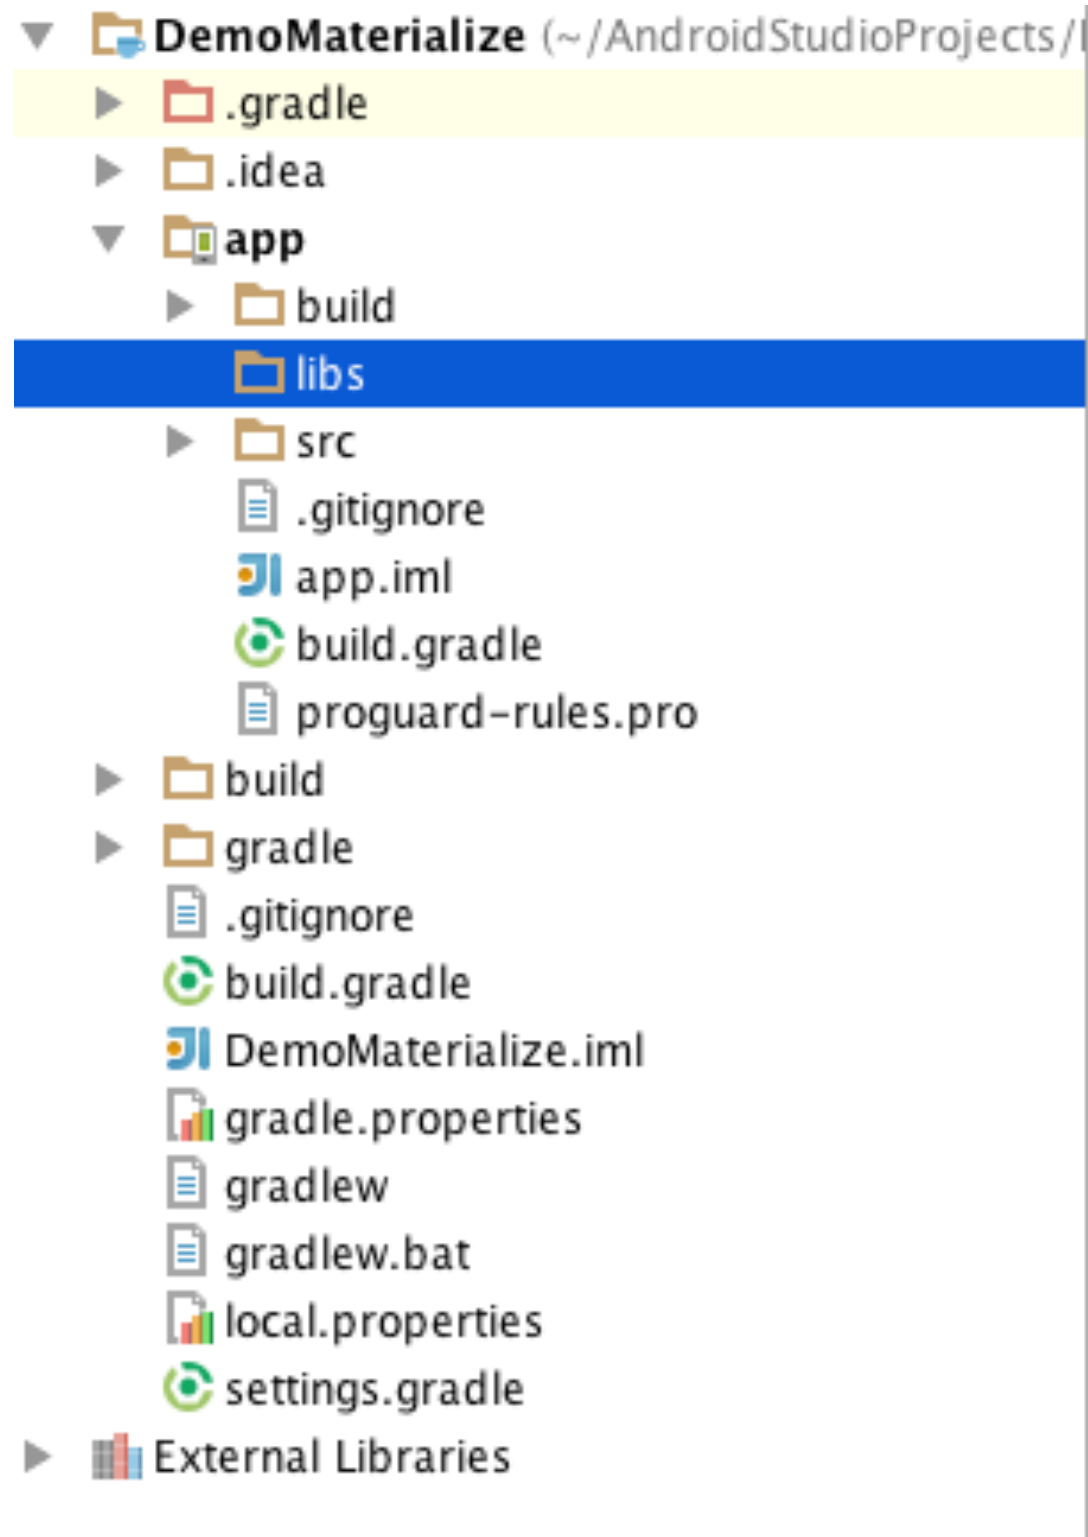 DemoMaterialize (~/AndroidStudioProjects/
.gradle
.idea
app
build
libs
src
.gitignore
app.iml
build.gradle
proguard-rules.pro
build
gradle
.gitignore
build.gradle
DemoMaterialize.iml
gradle.properties
gradlew
gradlew.bat
local.properties
settings.gradle
External Libraries